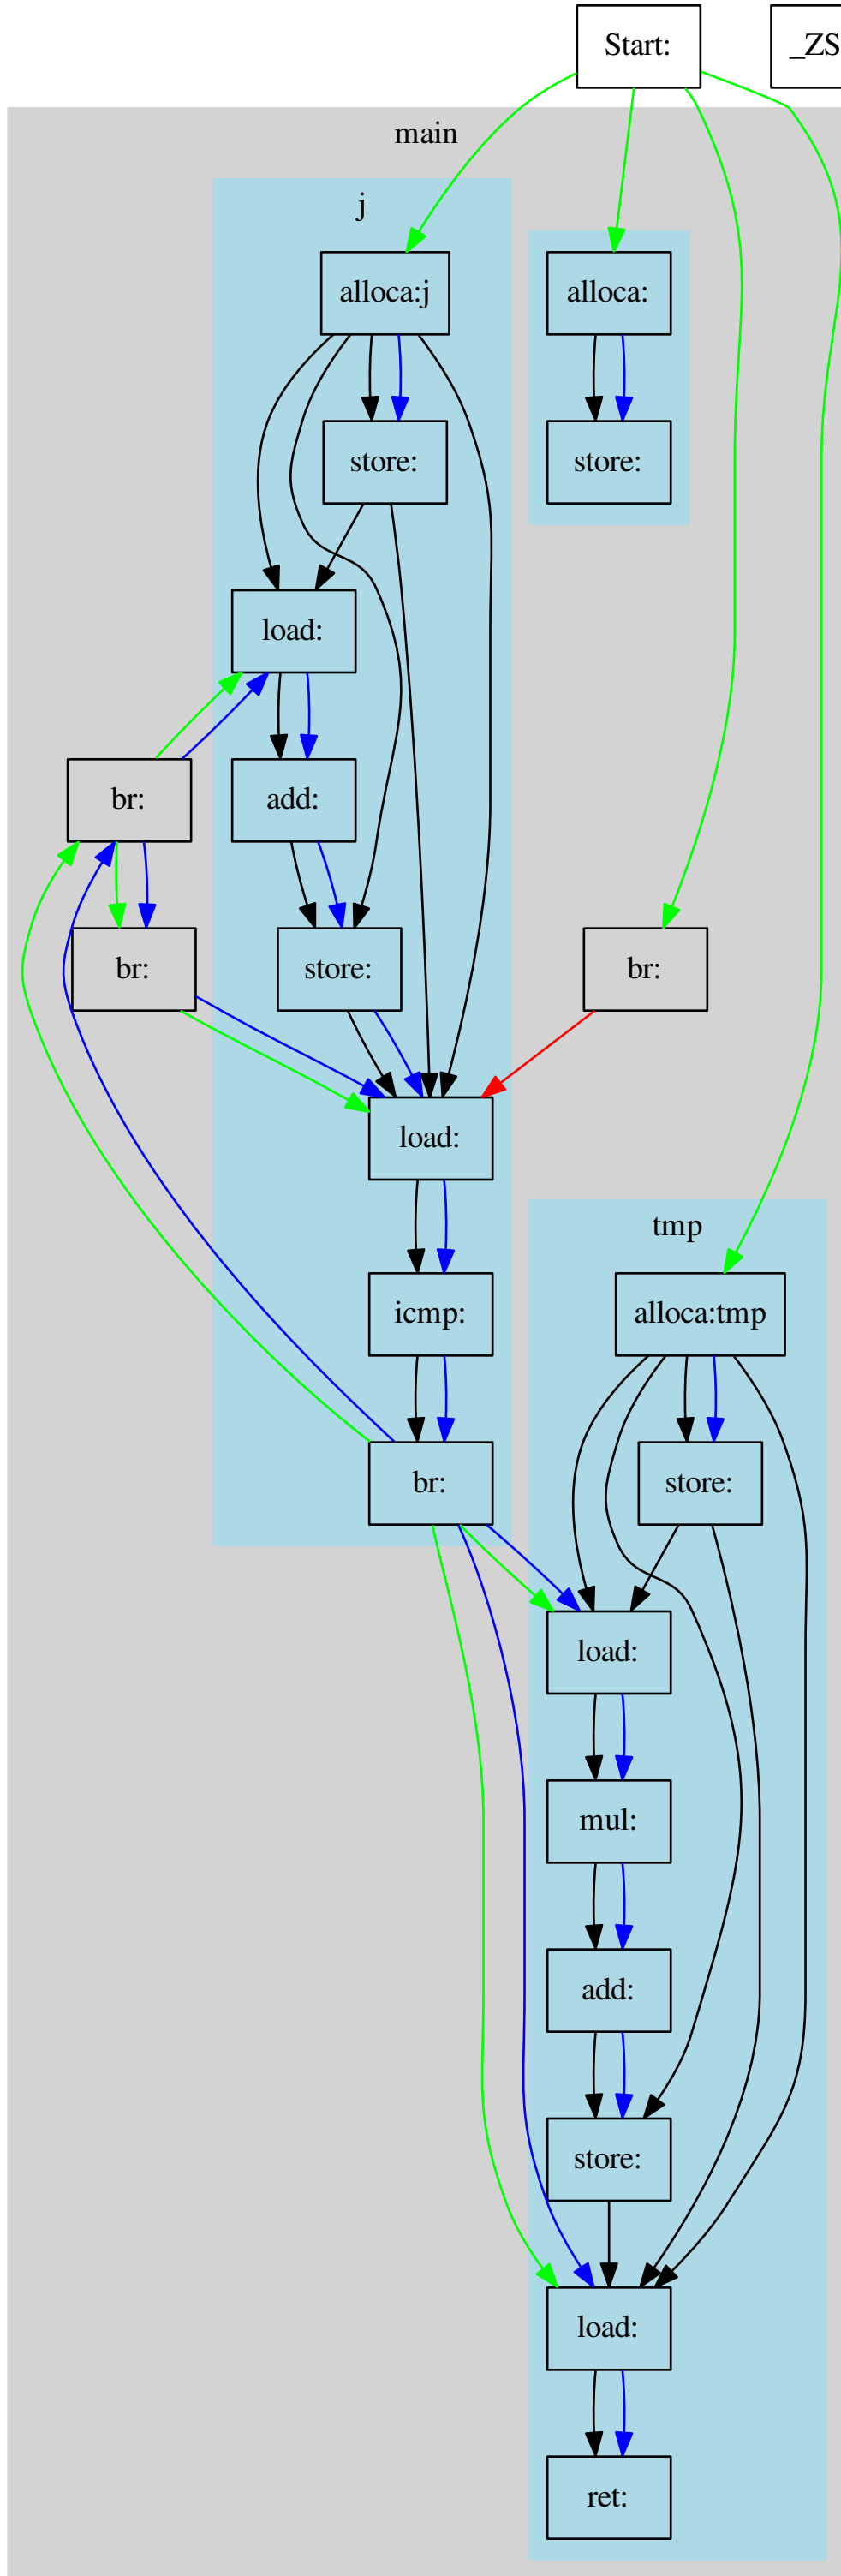 Start:
_ZS
main
j
alloca:j
alloca:
store:
store:
load:
br:
add:
br:
store:
br:
load:
tmp
icmp:
alloca:tmp
br:
store:
load:
mul:
add:
store:
load:
ret: